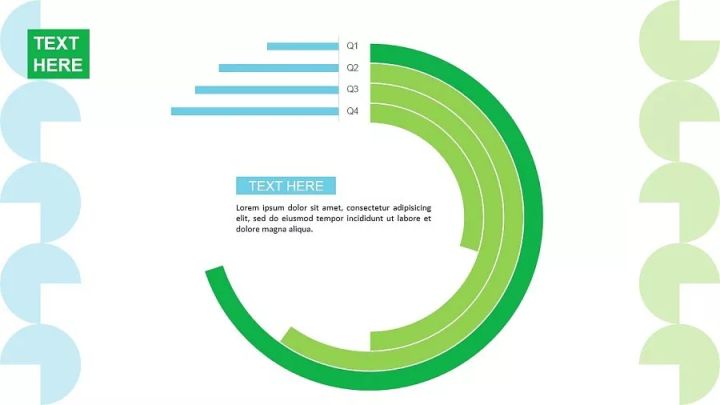 TEXT
HERE
Q1
Q2
Q3
Q4
TEXT HERE
Lorem ipsum dolor sit amet, consectetur adipisicing
elit, sed do eiusmod tempor incididunt ut labore et
dolore magna aliqua.